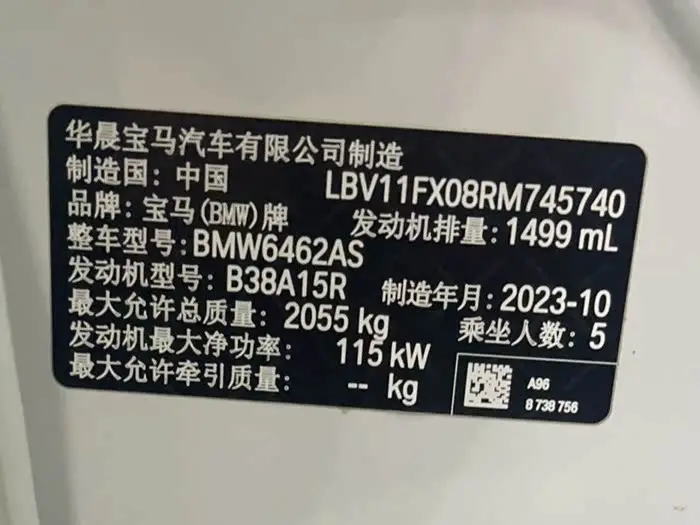 华晨宝马汽车有限公司制造
制造国：中国 LBV11FX08RM745740
品牌：宝马(BMW)牌 发动机排量：1499 mL
整车型号：BMW6462AS
发动机型号：B38A15R 制造年月：2023-10
最大允许总质量：2055 kg 乘坐人数：5
发动机最大净功率：115 kW
最大允许牵引质量：-- kg
A96
8 738 756